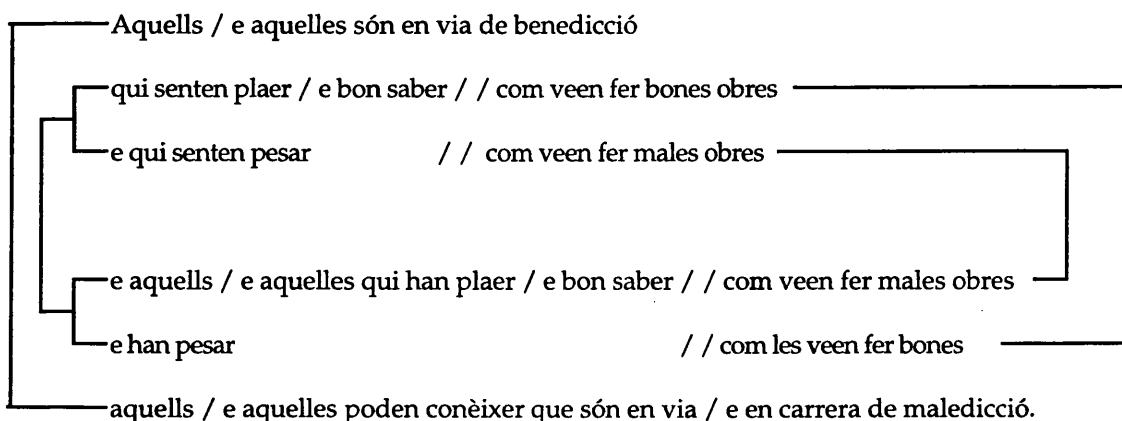 Aquells / e aquelles són en via de benedicció
qui senten plaer / e bon saber / / com veen fer bones obres
e qui senten pesar / / com veen fer males obres
e aquells / e aquelles qui han plaer / e bon saber / / com veen fer males obres
e han pesar / / com les veen fer bones
aquells / e aquelles poden conèixer que són en via / e en carrera de maledicció.